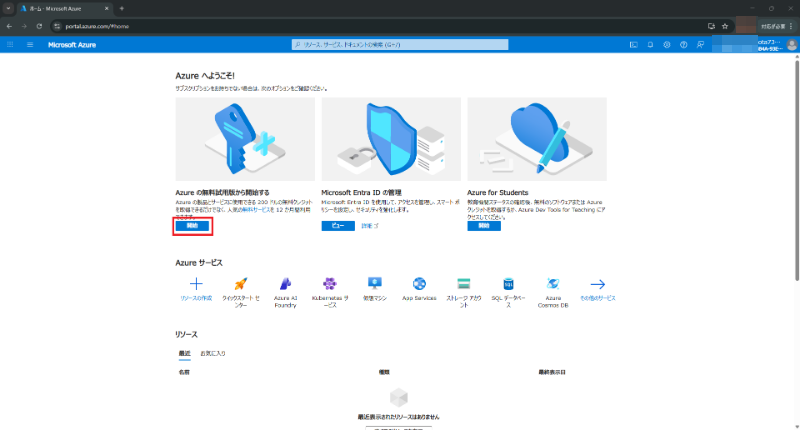 ホーム - Microsoft Azure
portal.azure.com/#home
Microsoft Azure
リソース、サービス、ドキュメントの検索 (G+/)
Azure へようこそ!
サブスクリプションをお持ちでない場合は、次のオプションをご確認ください。
Azure の無料試用版から開始する
Azure の製品とサービスに使用できる 200 ドルの無料クレジット
を取得できるだけでなく、人気の無料サービスを 12 か月間利用
できます。
開始
Microsoft Entra ID の管理
Microsoft Entra ID を使用して、アクセスを管理し、スマート ポ
リシーを設定し、セキュリティを強化します。
ビュー
詳細
Azure for Students
教育機関ステータスの確認後、無料のソフトウェアまたは Azure
クレジットを取得するか、Azure Dev Tools for Teaching にア
クセスしてください。
開始
Azure サービス
リソースの作成
クイックスタート セ
ンター
Azure AI
Foundry
Kubernetes サ
ービス
仮想マシン
App Services
ストレージ アカウ
ント
SQL データベー
ス
Azure
Cosmos DB
その他のサービス
リソース
最近
お気に入り
名前
種類
最終表示日
最近表示されたリソースはありません